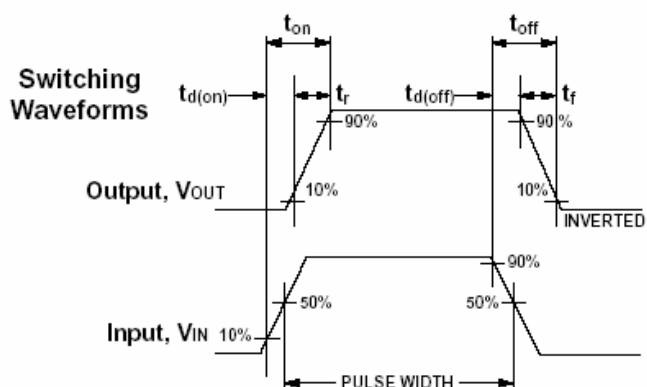 ton
toff
Switching
Waveforms
td(on)
tr
td(off)
tf
90%
90%
Output, VOUT
10%
10%
INVERTED
90%
50%
50%
Input, VIN
10%
PULSE WIDTH